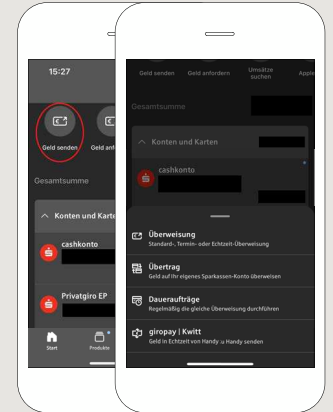 15:27
Geld senden
Geld anf
Gesamtsumme
Konten und Karte
cashkonto
Privatgiro EP
Start
Produkte
Geld senden
Geld anfordern
Umsätze
suchen
Apple
Gesamtsumme
Konten und Karten
cashkonto
Überweisung
Standard-, Termin- oder Echtzeit-Überweisung
Übertrag
Geld auf Ihr eigenes Sparkassen-Konto überweisen
Daueraufträge
Regelmäßig die gleiche Überweisung durchführen
giropay | Kwitt
Geld in Echtzeit von Handy zu Handy senden